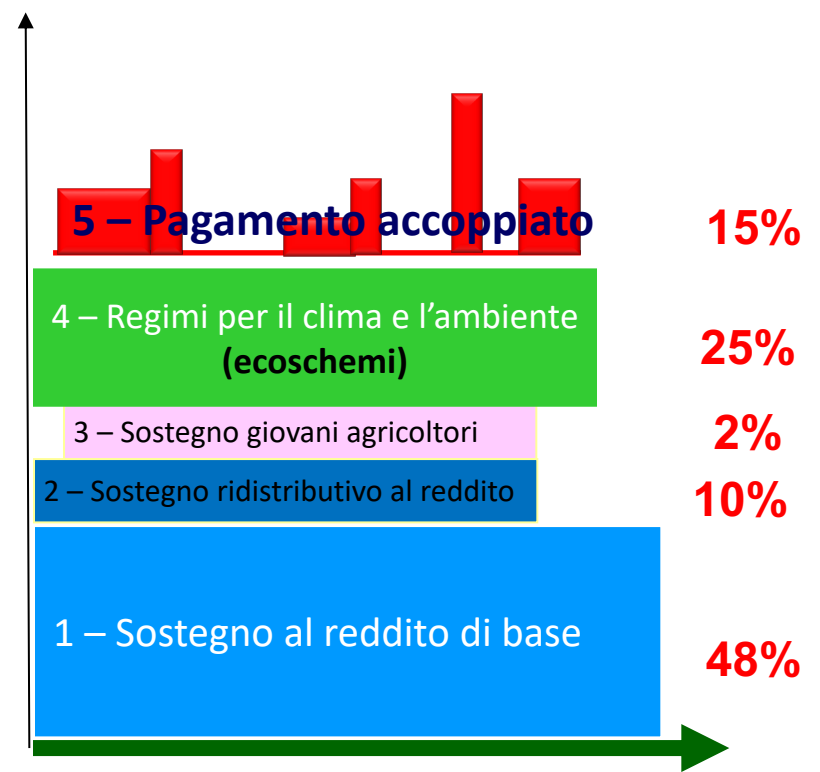 5 – Pagamento accoppiato 15%
4 – Regimi per il clima e l’ambiente
(ecoschemi) 25%
3 – Sostegno giovani agricoltori 2%
2 – Sostegno ridistributivo al reddito 10%
1 – Sostegno al reddito di base 48%